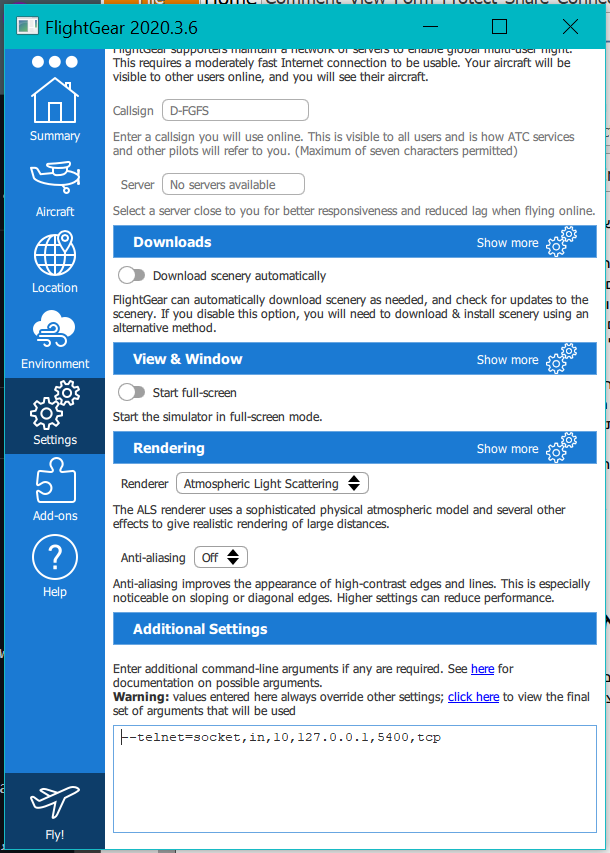 FlightGear 2020.3.6
FlightGear supporters maintain a network of servers to enable global multi-user flight.
This requires a moderately fast Internet connection to be usable. Your aircraft will be
visible to other users online, and you will see their aircraft.
Summary
Callsign D-FGFS
Enter a callsign you will use online. This is visible to all users and is how ATC services
and other pilots will refer to you. (Maximum of seven characters permitted)
Aircraft
Server No servers available
Select a server close to you for better responsiveness and reduced lag when flying online.
Downloads Show more
Location
Download scenery automatically
FlightGear can automatically download scenery as needed, and check for updates to the
scenery. If you disable this option, you will need to download & install scenery using an
alternative method.
Environment
View & Window Show more
Start full-screen
Start the simulator in full-screen mode.
Settings
Rendering Show more
Renderer Atmospheric Light Scattering
The ALS renderer uses a sophisticated physical atmospheric model and several other
effects to give realistic rendering of large distances.
Add-ons
Anti-aliasing Off
Anti-aliasing improves the appearance of high-contrast edges and lines. This is especially
noticeable on sloping or diagonal edges. Higher settings can reduce performance.
?
Help
Additional Settings
Enter additional command-line arguments if any are required. See here for
documentation on possible arguments.
Warning: values entered here always override other settings; click here to view the final
set of arguments that will be used
--telnet=socket,in,10,127.0.0.1,5400,tcp
Fly!